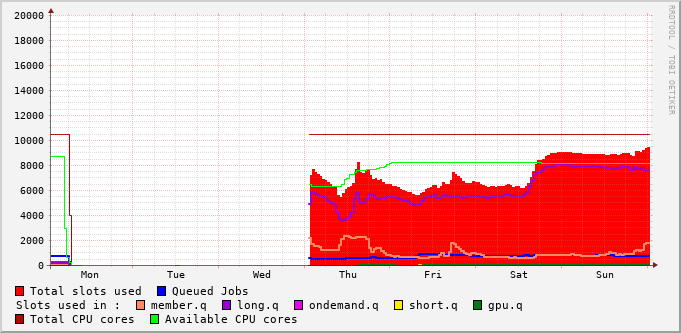 20000
18000
16000
14000
12000
10000
8000
6000
4000
2000
0
Mon Tue Wed Thu Fri Sat Sun
Total slots used Queued Jobs
Slots used in : member.q long.q ondemand.q short.q gpu.q
Total CPU cores Available CPU cores
RRDTOOL / TOBI OETIKER